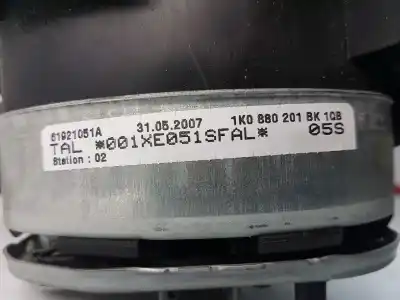 61921051A 31.05.2007 1K0 880 201 BK 1QB
TAL *001XE051SFAL* 05S
Station : 02